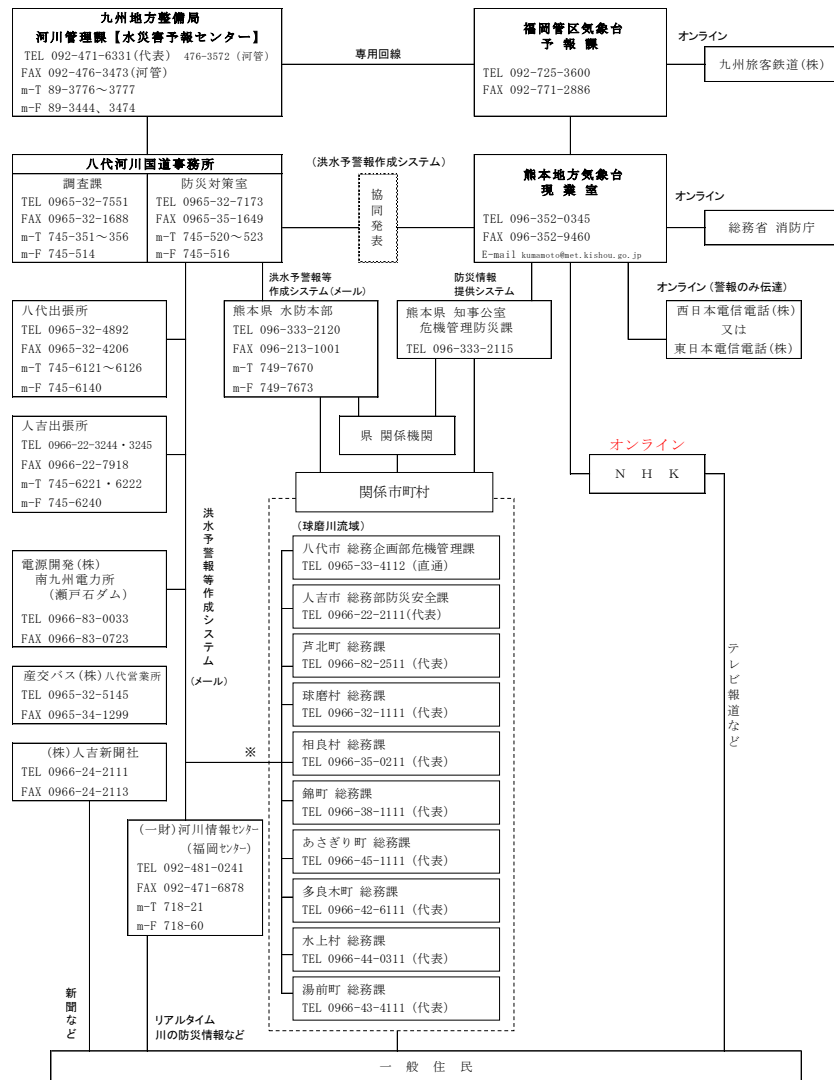 九州地方整備局
河川管理課【水災害予報センター】
TEL 092-471-6331(代表) 476-3572 (河管)
FAX 092-476-3473(河管)
m-T 89-3776～3777
m-F 89-3444、3474
専用回線
福岡管区気象台
予 報 課
TEL 092-725-3600
FAX 092-771-2886
オンライン
九州旅客鉄道(株)
八代河川国道事務所
調査課
TEL 0965-32-7551
FAX 0965-32-1688
m-T 745-351～356
m-F 745-514
防災対策室
TEL 0965-32-7173
FAX 0965-35-1649
m-T 745-520～523
m-F 745-516
(洪水予警報作成システム)
協同発表
熊本地方気象台
現 業 室
TEL 096-352-0345
FAX 096-352-9460
E-mail kumamoto@met.kishou.go.jp
オンライン
総務省 消防庁
洪水予警報等
作成システム(メール)
防災情報
提供システム
オンライン (警報のみ伝達)
八代出張所
TEL 0965-32-4892
FAX 0965-32-4206
m-T 745-6121～6126
m-F 745-6140
熊本県 水防本部
TEL 096-333-2120
FAX 096-213-1001
m-T 749-7670
m-F 749-7673
熊本県 知事公室
危機管理防災課
TEL 096-333-2115
西日本電信電話(株)
又は
東日本電信電話(株)
人吉出張所
TEL 0966-22-3244・3245
FAX 0966-22-7918
m-T 745-6221・6222
m-F 745-6240
県 関係機関
オンライン
N H K
関係市町村
(球磨川流域)
洪水予警報等作成システム
(メール)
電源開発(株)
南九州電力所
(瀬戸石ダム)
TEL 0966-83-0033
FAX 0966-83-0723
産交バス(株)八代営業所
TEL 0965-32-5145
FAX 0965-34-1299
(株)人吉新聞社
TEL 0966-24-2111
FAX 0966-24-2113
※
(一財)河川情報センター
(福岡センター)
TEL 092-481-0241
FAX 092-471-6878
m-T 718-21
m-F 718-60
八代市 総務企画部危機管理課
TEL 0965-33-4112 (直通)
人吉市 総務部防災安全課
TEL 0966-22-2111(代表)
芦北町 総務課
TEL 0966-82-2511 (代表)
球磨村 総務課
TEL 0966-32-1111 (代表)
相良村 総務課
TEL 0966-35-0211 (代表)
錦町 総務課
TEL 0966-38-1111 (代表)
あさぎり町 総務課
TEL 0966-45-1111 (代表)
多良木町 総務課
TEL 0966-42-6111 (代表)
水上村 総務課
TEL 0966-44-0311 (代表)
湯前町 総務課
TEL 0966-43-4111 (代表)
テレビ報道など
新聞など
リアルタイム
川の防災情報など
一 般 住 民